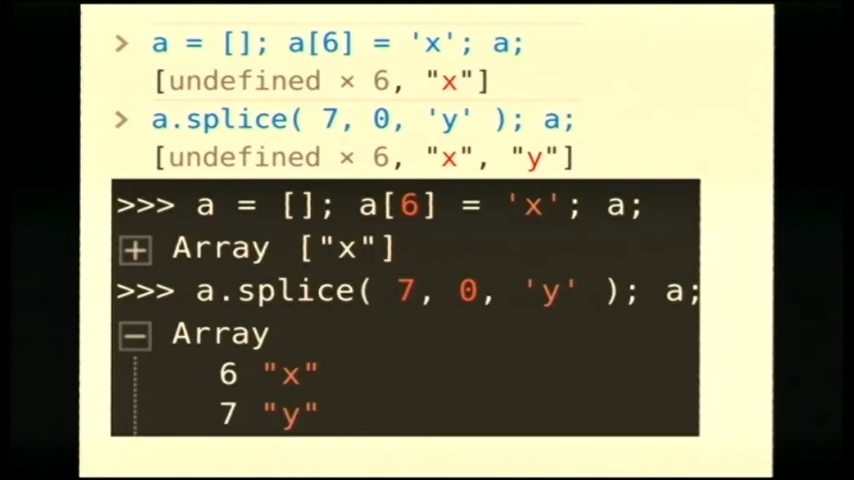 > a = []; a[6] = 'x'; a;
[undefined × 6, "x"]
> a.splice( 7, 0, 'y' ); a;
[undefined × 6, "x", "y"]
>>> a = []; a[6] = 'x'; a;
+ Array ["x"]
>>> a.splice( 7, 0, 'y' ); a;
− Array
6 "x"
7 "y"